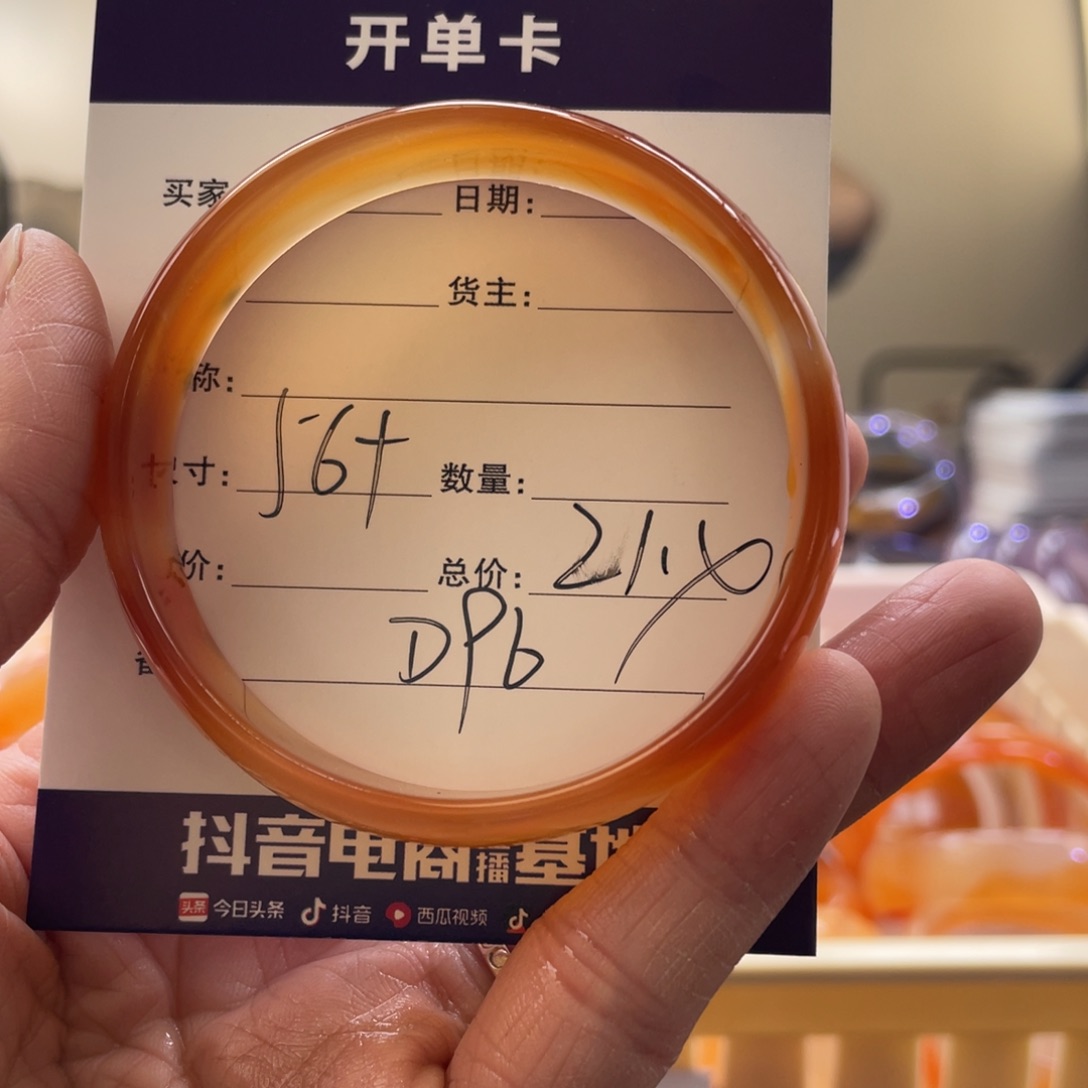 开单卡
买家 日期:
货主:
称:
尺寸: 56+ 数量:
价: 总价:
DPb
抖音电商播基地
今日头条 抖音 西瓜视频